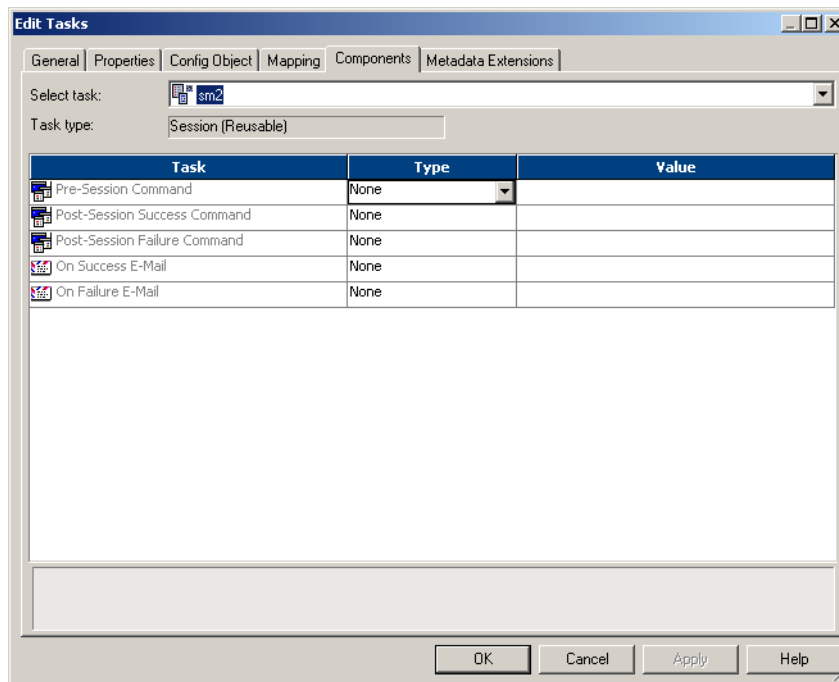 Edit Tasks
General Properties Config Object Mapping Components Metadata Extensions
Select task: sm2
Task type: Session (Reusable)
Task Type Value
Pre-Session Command None
Post-Session Success Command None
Post-Session Failure Command None
On Success E-Mail None
On Failure E-Mail None
OK Cancel Apply Help